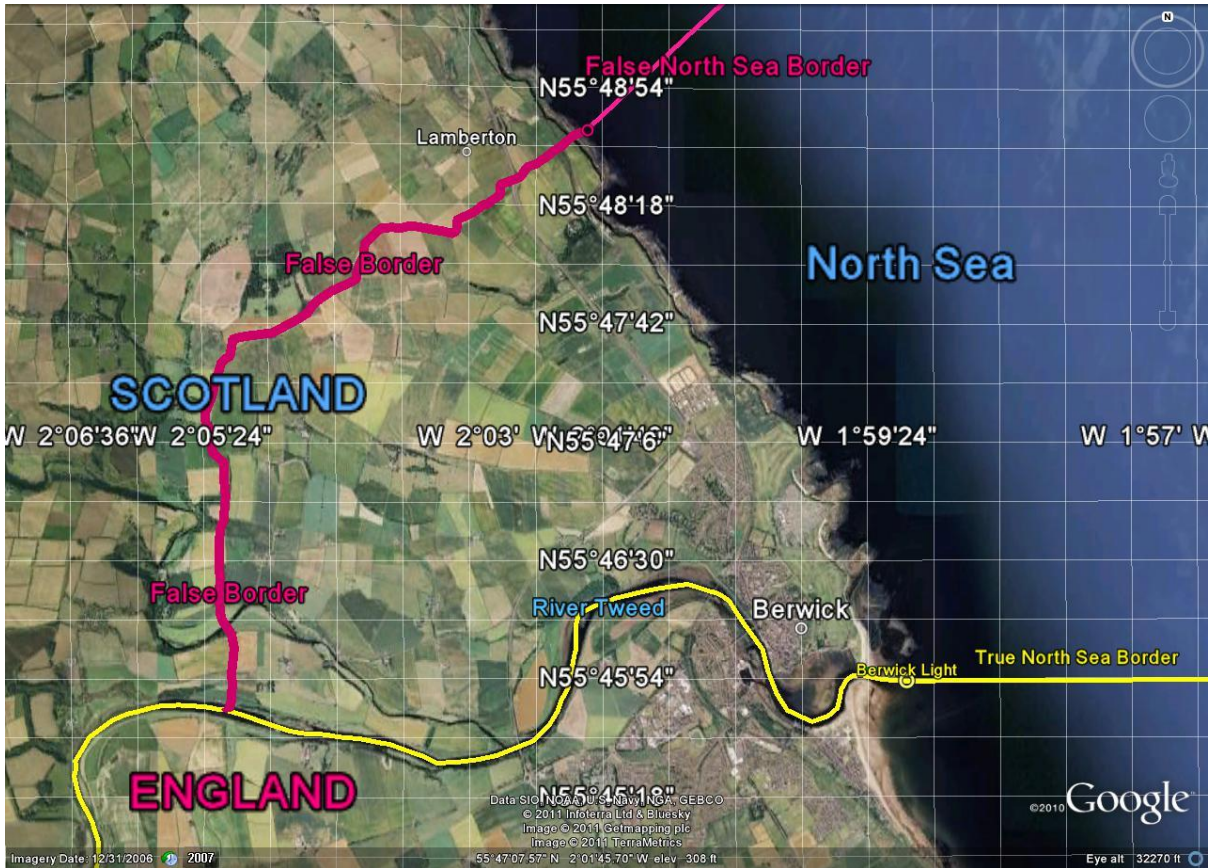 N
False North Sea Border
N55°48'54"
Lamberton
N55°48'18"
False Border
North Sea
N55°47'42"
SCOTLAND
W 2°06'36"W 2°05'24" W 2°03' W N55°47'6" W 1°59'24" W 1°57' W
N55°46'30"
False Border
River Tweed
Berwick
N55°45'54"
True North Sea Border
Berwick Light
ENGLAND
N55°45'18"
Data SIO, NOAA, U.S. Navy, NGA, GEBCO
© 2011 Infoterra Ltd & Bluesky
Image © 2011 Getmapping plc
Image © 2011 TerraMetrics
©2010 Google
Imagery Date: 12/31/2006 2007
55°47'07.57" N 2°01'45.70" W elev 308 ft
Eye alt 32270 ft